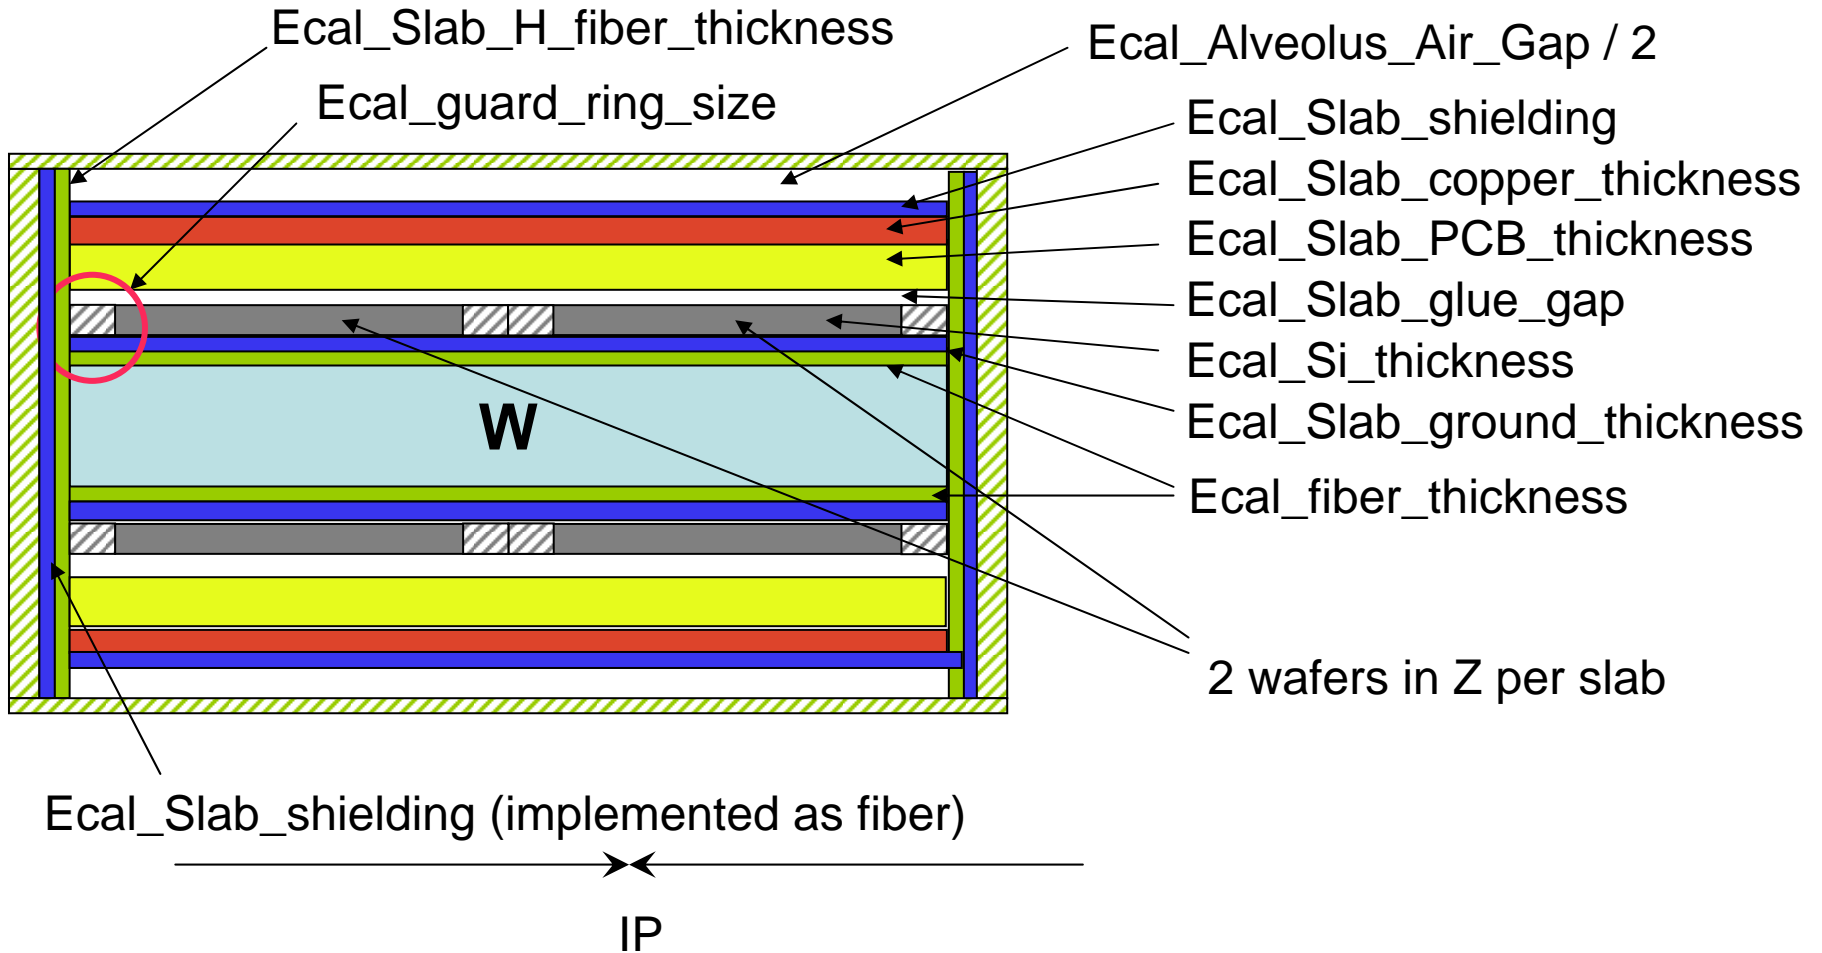 Ecal_Slab_H_fiber_thickness
Ecal_Alveolus_Air_Gap / 2
Ecal_guard_ring_size
Ecal_Slab_shielding
Ecal_Slab_copper_thickness
Ecal_Slab_PCB_thickness
Ecal_Slab_glue_gap
Ecal_Si_thickness
Ecal_Slab_ground_thickness
W
Ecal_fiber_thickness
2 wafers in Z per slab
Ecal_Slab_shielding (implemented as fiber)
IP